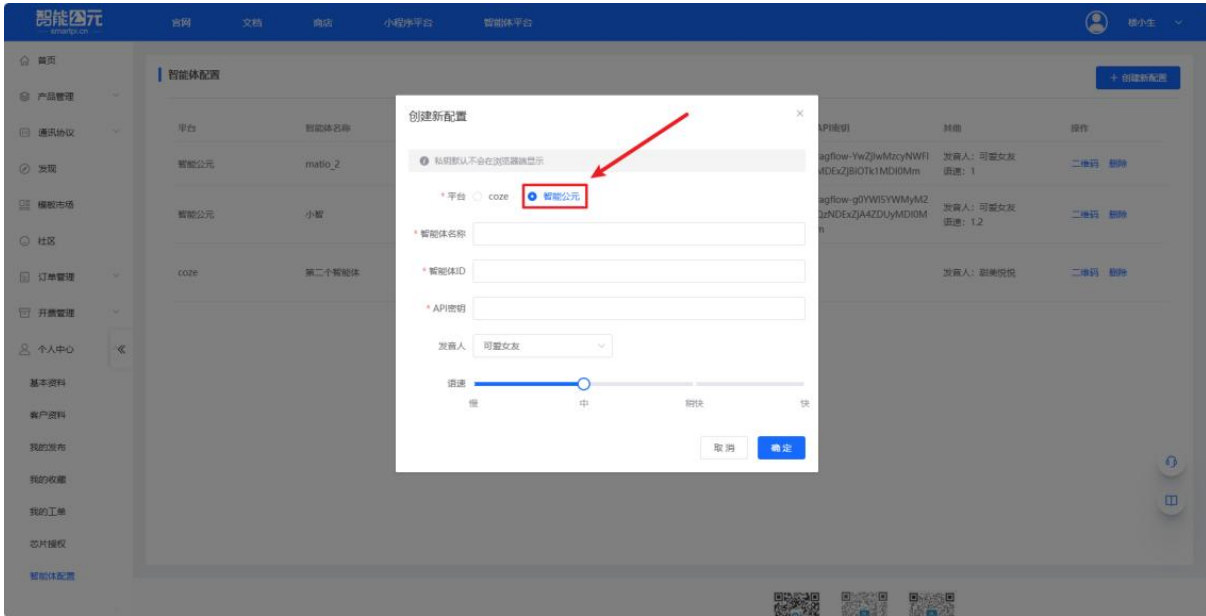 智能公元
smartpi.cn
官网
文档
商店
小程序平台
智能体平台
楼小生
首页
产品管理
通讯协议
发现
模板市场
社区
订单管理
开票管理
个人中心
基本资料
客户资料
我的发布
我的收藏
我的工单
芯片授权
智能体配置
智能体配置
+ 创建新配置
平台
智能体名称
API密钥
其他
操作
智能公元
matio_2
agflow-YwZjIwMzcyNWFI
MDExZjBiOTk1MDI0Mm
发音人：可爱女友
语速：1
二维码 删除
智能公元
小智
agflow-g0YWI5YWMyM2
QzNDExZjA4ZDUyMDI0M
m
发音人：可爱女友
语速：1.2
二维码 删除
coze
第二个智能体
发音人：甜美悦悦
二维码 删除
创建新配置
私钥默认不会在浏览器端显示
* 平台 coze 智能公元
* 智能体名称
* 智能体ID
* API密钥
发音人 可爱女友
语速
慢 中 稍快 快
取消 确定